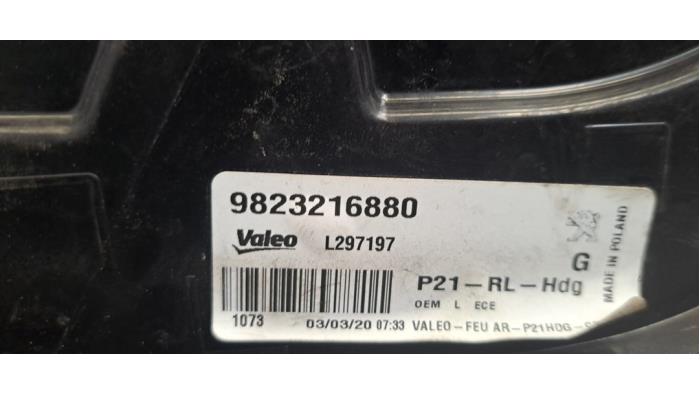 9823216880
Valeo L297197
G
P21-RL-Hdg
OEM L ECE
1073 03/03/20 07:33 VALEO-FEU AR-P21HDG-
MADE IN POLAND